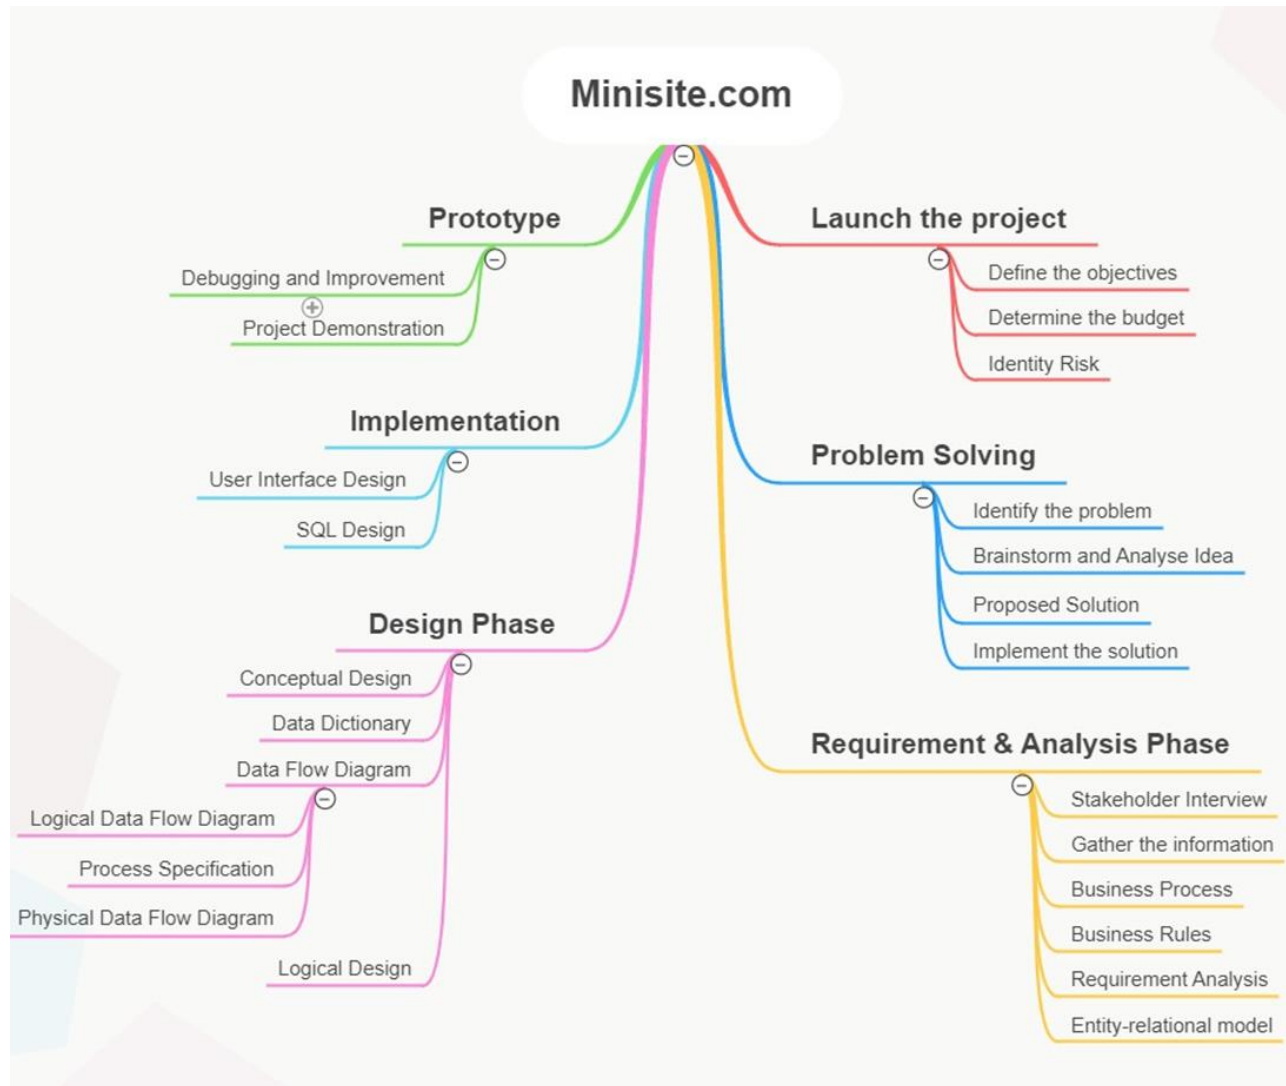 Minisite.com
Launch the project
Define the objectives
Determine the budget
Identity Risk
Problem Solving
Identify the problem
Brainstorm and Analyse Idea
Proposed Solution
Implement the solution
Requirement & Analysis Phase
Stakeholder Interview
Gather the information
Business Process
Business Rules
Requirement Analysis
Entity-relational model
Prototype
Debugging and Improvement
Project Demonstration
Implementation
User Interface Design
SQL Design
Design Phase
Conceptual Design
Data Dictionary
Data Flow Diagram
Logical Data Flow Diagram
Process Specification
Physical Data Flow Diagram
Logical Design